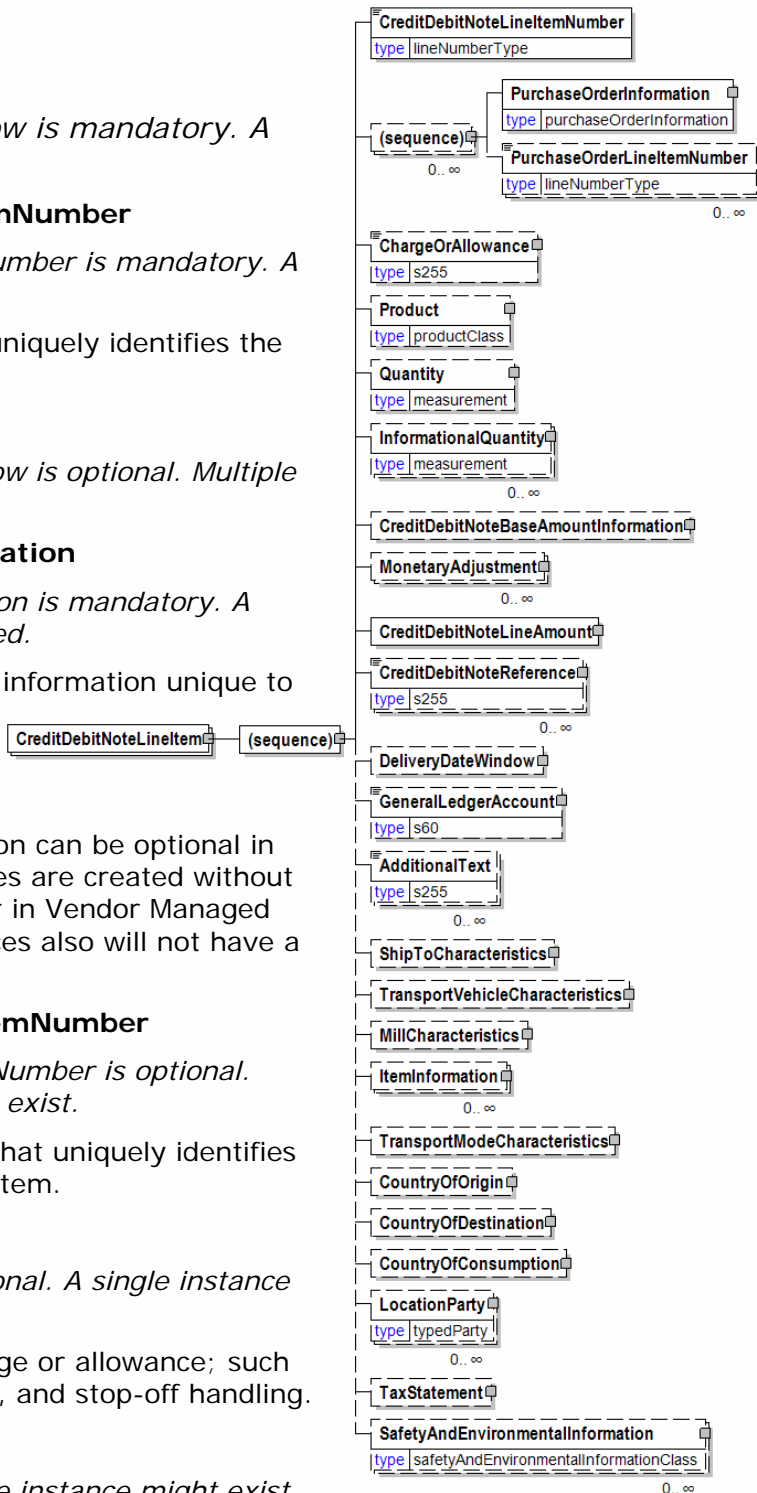 ow is mandatory. A
mNumber
umber is mandatory. A
uniquely identifies the
ow is optional. Multiple
ation
on is mandatory. A
ed.
information unique to
on can be optional in
es are created without
r in Vendor Managed
ces also will not have a
emNumber
Number is optional.
exist.
hat uniquely identifies
tem.
onal. A single instance
ge or allowance; such
, and stop-off handling.
e instance might exist
CreditDebitNoteLineItem
(sequence)
CreditDebitNoteLineItemNumber
type lineNumberType
(sequence)
0.. ∞
PurchaseOrderInformation
type purchaseOrderInformation
PurchaseOrderLineItemNumber
type lineNumberType
0.. ∞
ChargeOrAllowance
type s255
Product
type productClass
Quantity
type measurement
InformationalQuantity
type measurement
0.. ∞
CreditDebitNoteBaseAmountInformation
MonetaryAdjustment
0.. ∞
CreditDebitNoteLineAmount
CreditDebitNoteReference
type s255
0.. ∞
DeliveryDateWindow
GeneralLedgerAccount
type s60
AdditionalText
type s255
0.. ∞
ShipToCharacteristics
TransportVehicleCharacteristics
MillCharacteristics
ItemInformation
0.. ∞
TransportModeCharacteristics
CountryOfOrigin
CountryOfDestination
CountryOfConsumption
LocationParty
type typedParty
0.. ∞
TaxStatement
SafetyAndEnvironmentalInformation
type safetyAndEnvironmentalInformationClass
0.. ∞